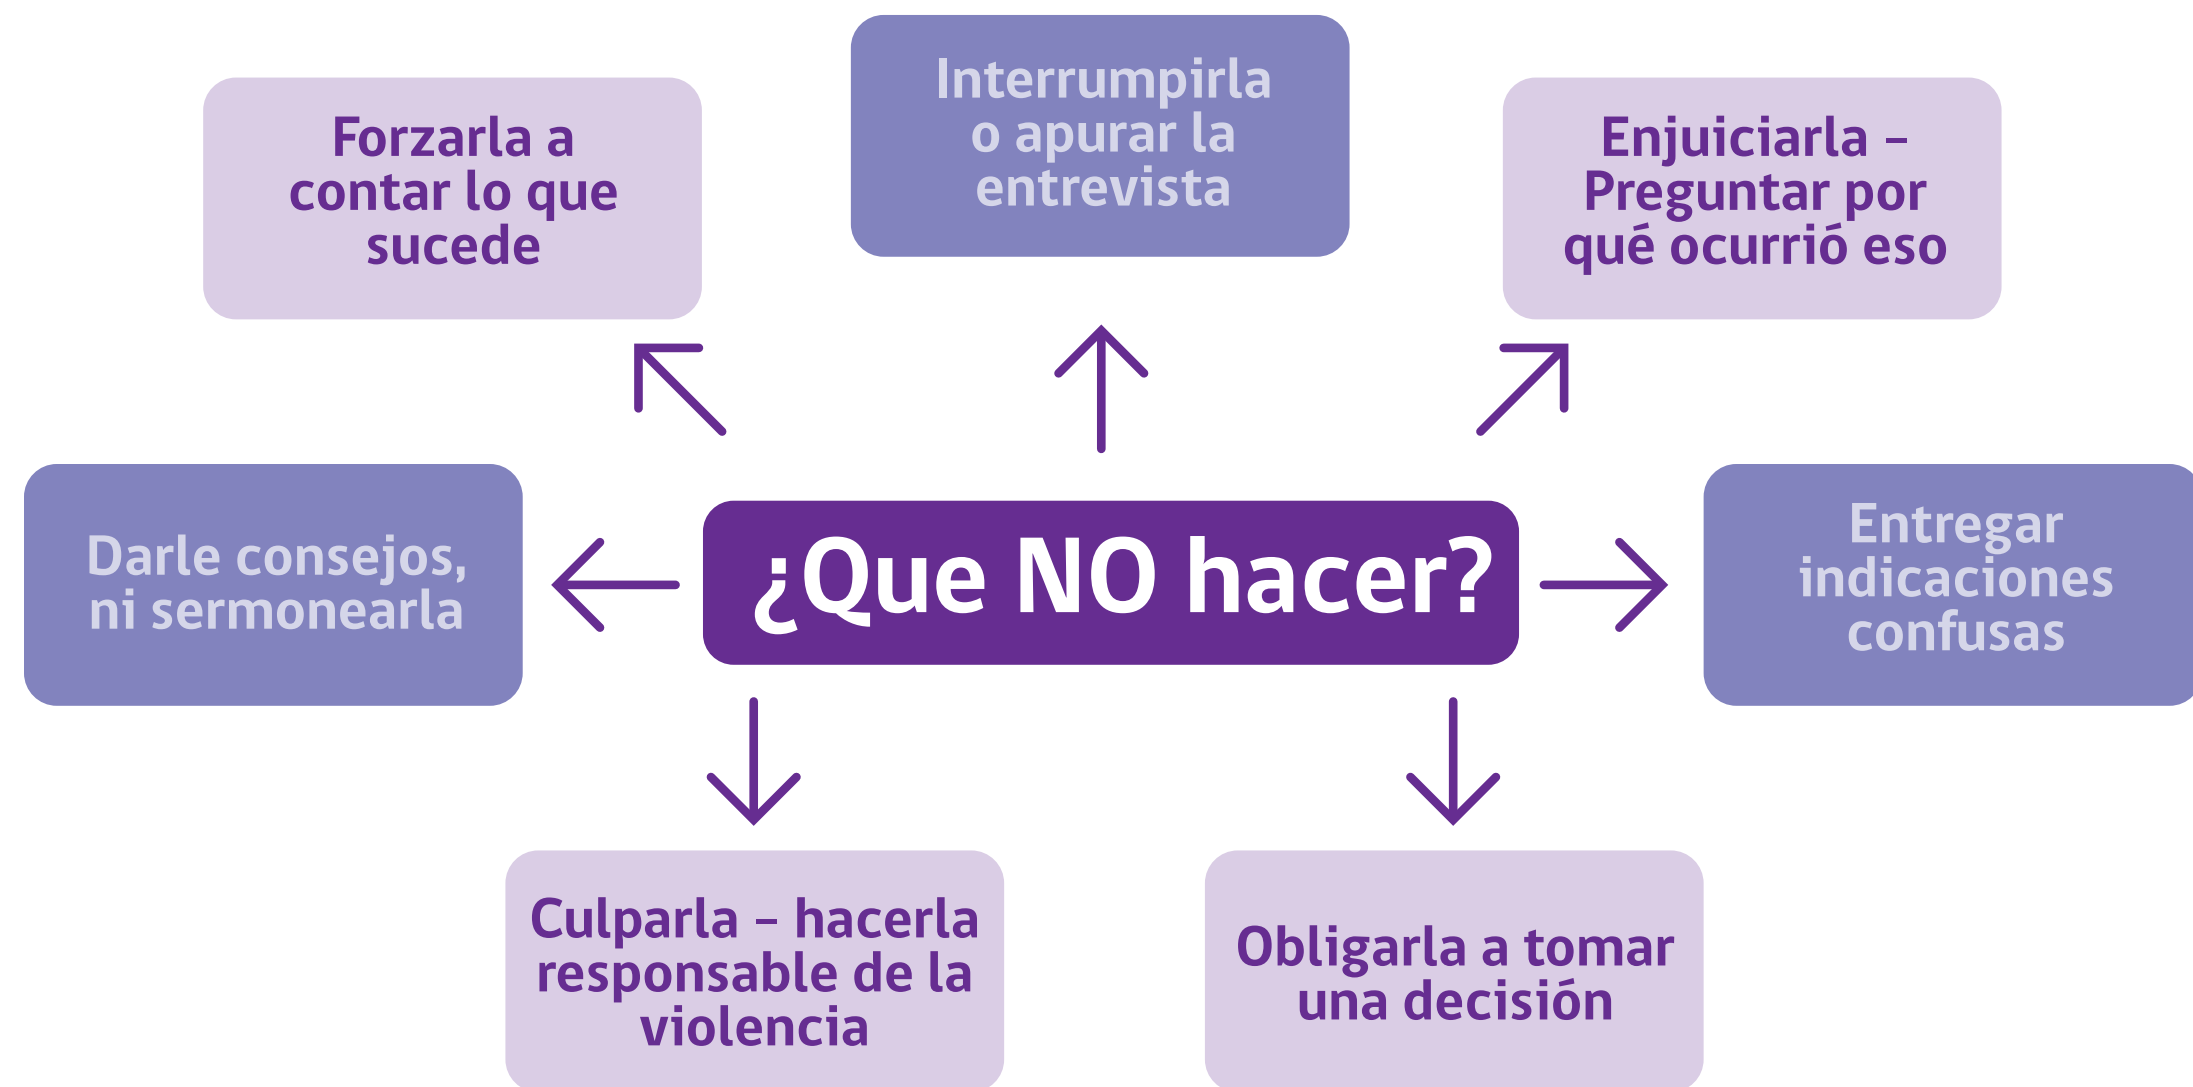 Forzarla a
contar lo que
sucede
Interrumpirla
o apurar la
entrevista
Enjuiciarla –
Preguntar por
qué ocurrió eso
Darle consejos,
ni sermonearla
¿Que NO hacer?
Entregar
indicaciones
confusas
Culparla – hacerla
responsable de la
violencia
Obligarla a tomar
una decisión